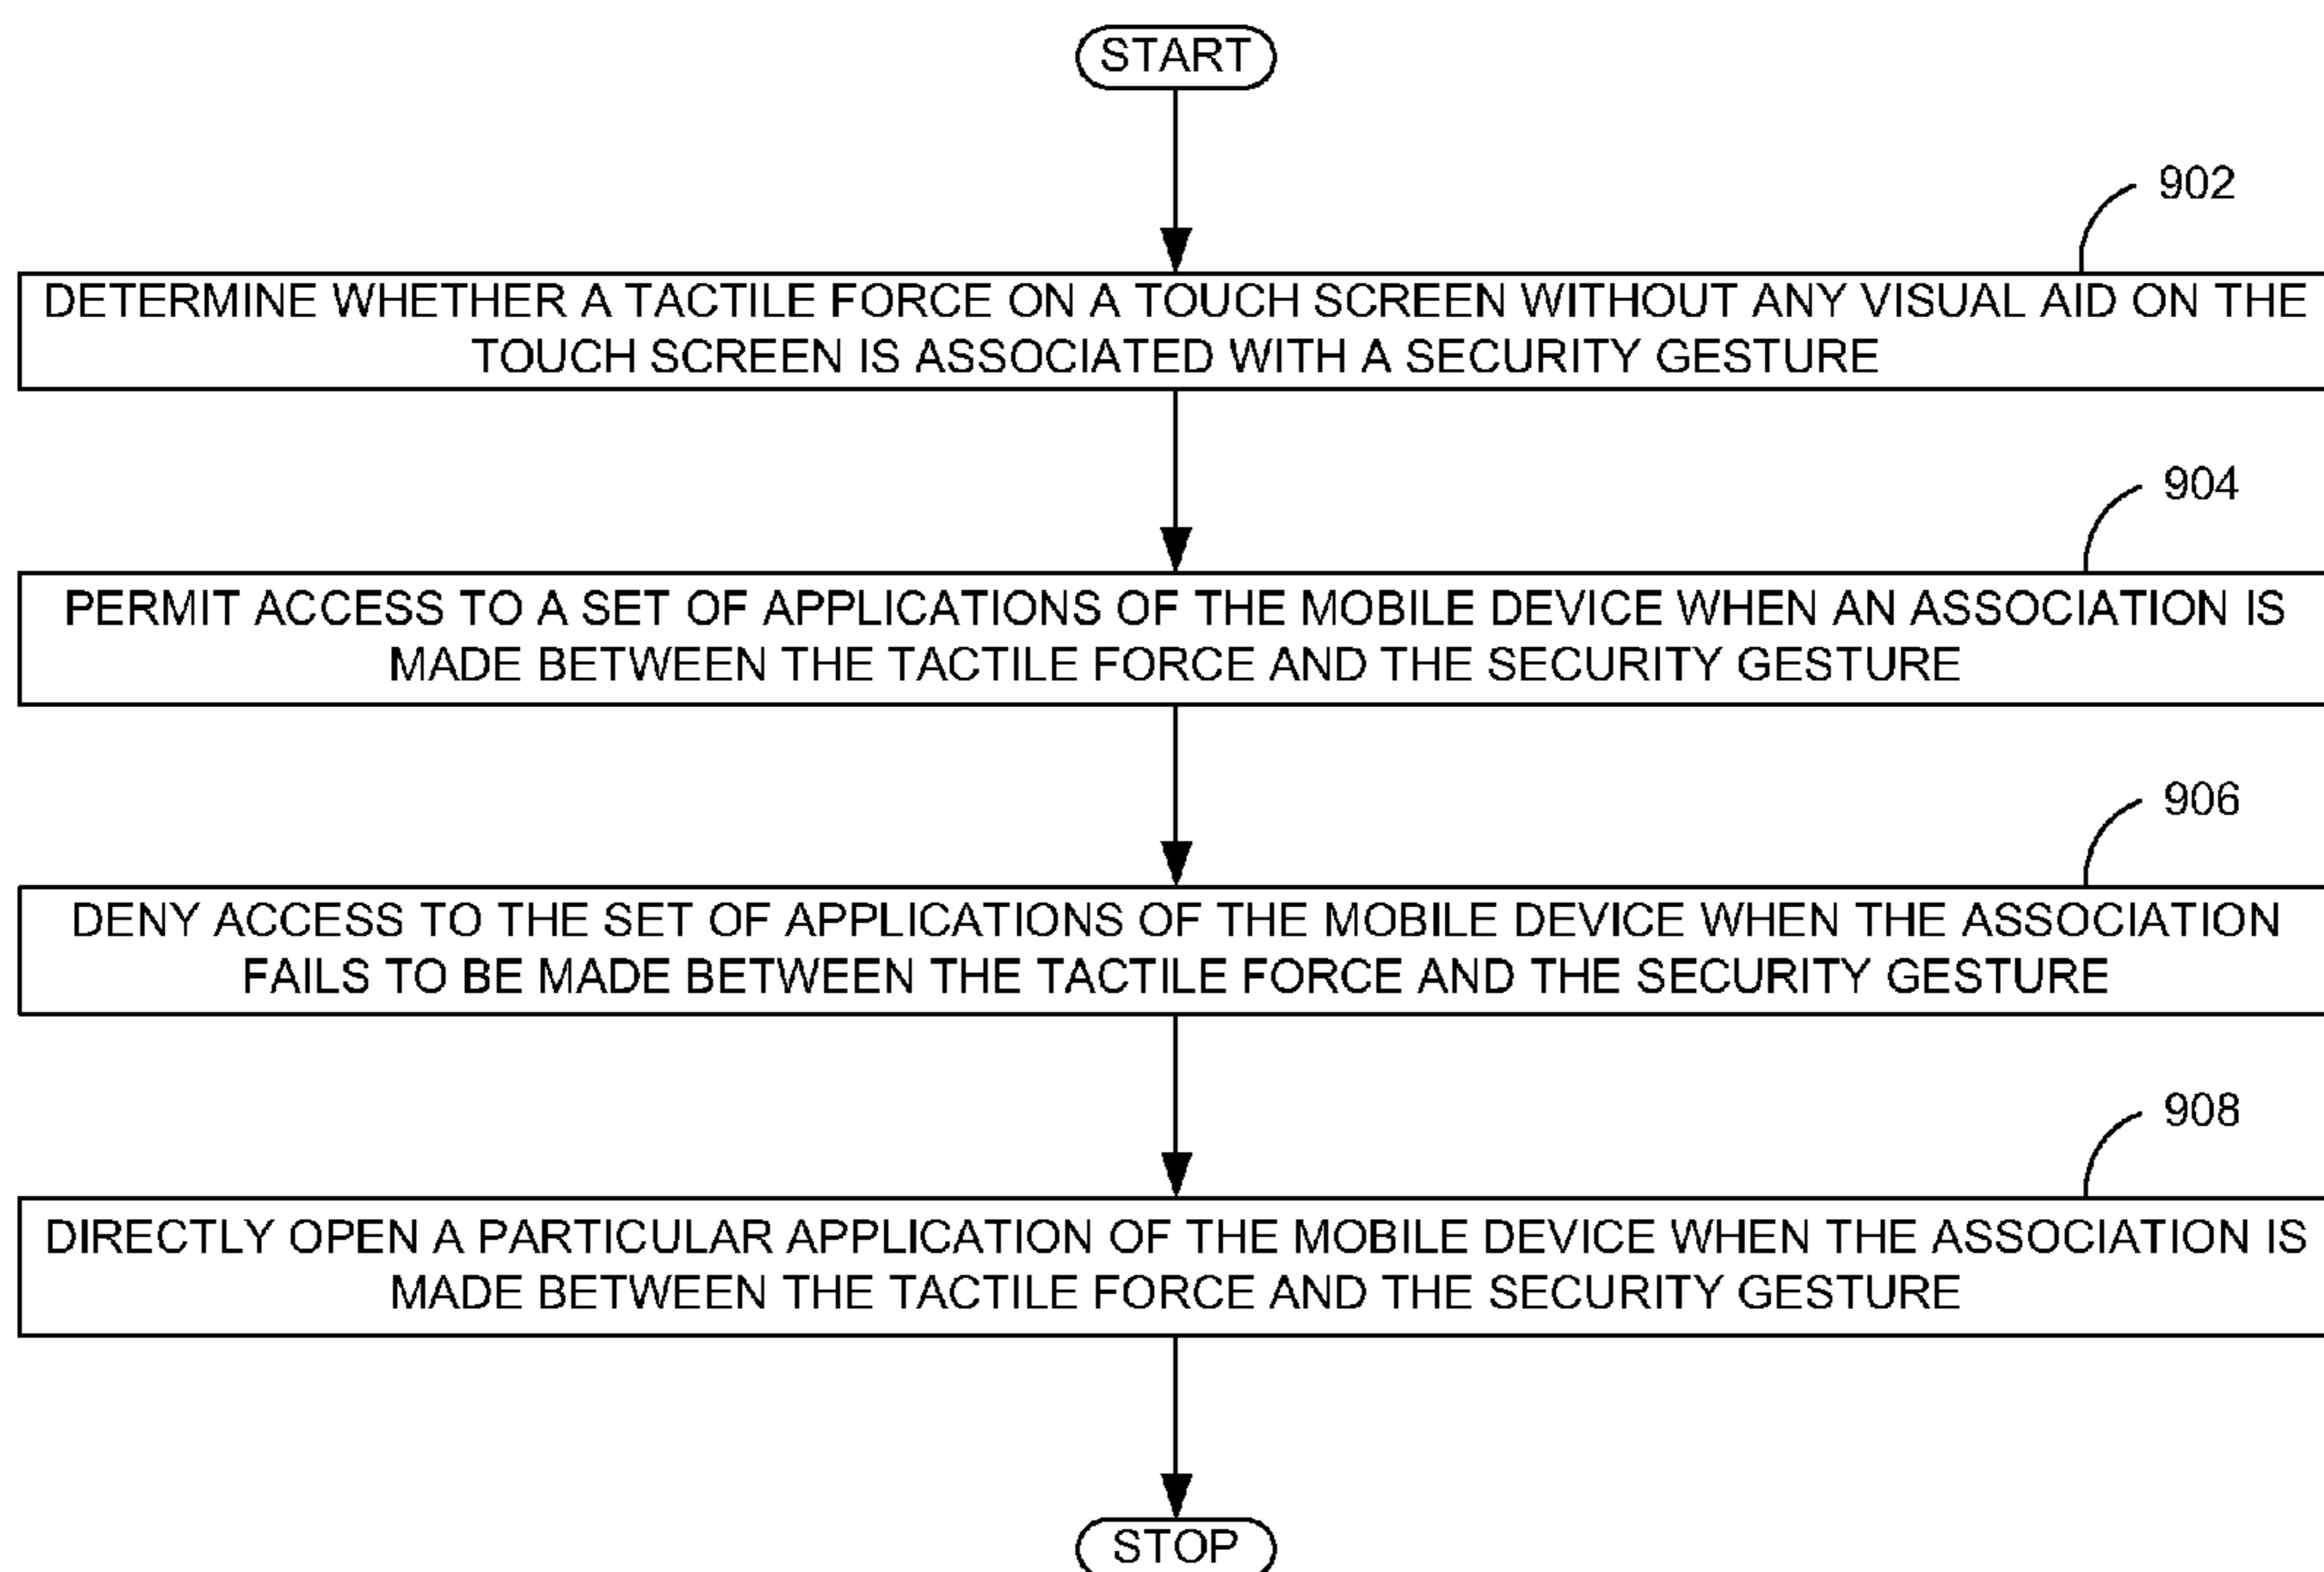 START
902
DETERMINE WHETHER A TACTILE FORCE ON A TOUCH SCREEN WITHOUT ANY VISUAL AID ON THE
TOUCH SCREEN IS ASSOCIATED WITH A SECURITY GESTURE
904
PERMIT ACCESS TO A SET OF APPLICATIONS OF THE MOBILE DEVICE WHEN AN ASSOCIATION IS
MADE BETWEEN THE TACTILE FORCE AND THE SECURITY GESTURE
906
DENY ACCESS TO THE SET OF APPLICATIONS OF THE MOBILE DEVICE WHEN THE ASSOCIATION
FAILS TO BE MADE BETWEEN THE TACTILE FORCE AND THE SECURITY GESTURE
908
DIRECTLY OPEN A PARTICULAR APPLICATION OF THE MOBILE DEVICE WHEN THE ASSOCIATION IS
MADE BETWEEN THE TACTILE FORCE AND THE SECURITY GESTURE
STOP